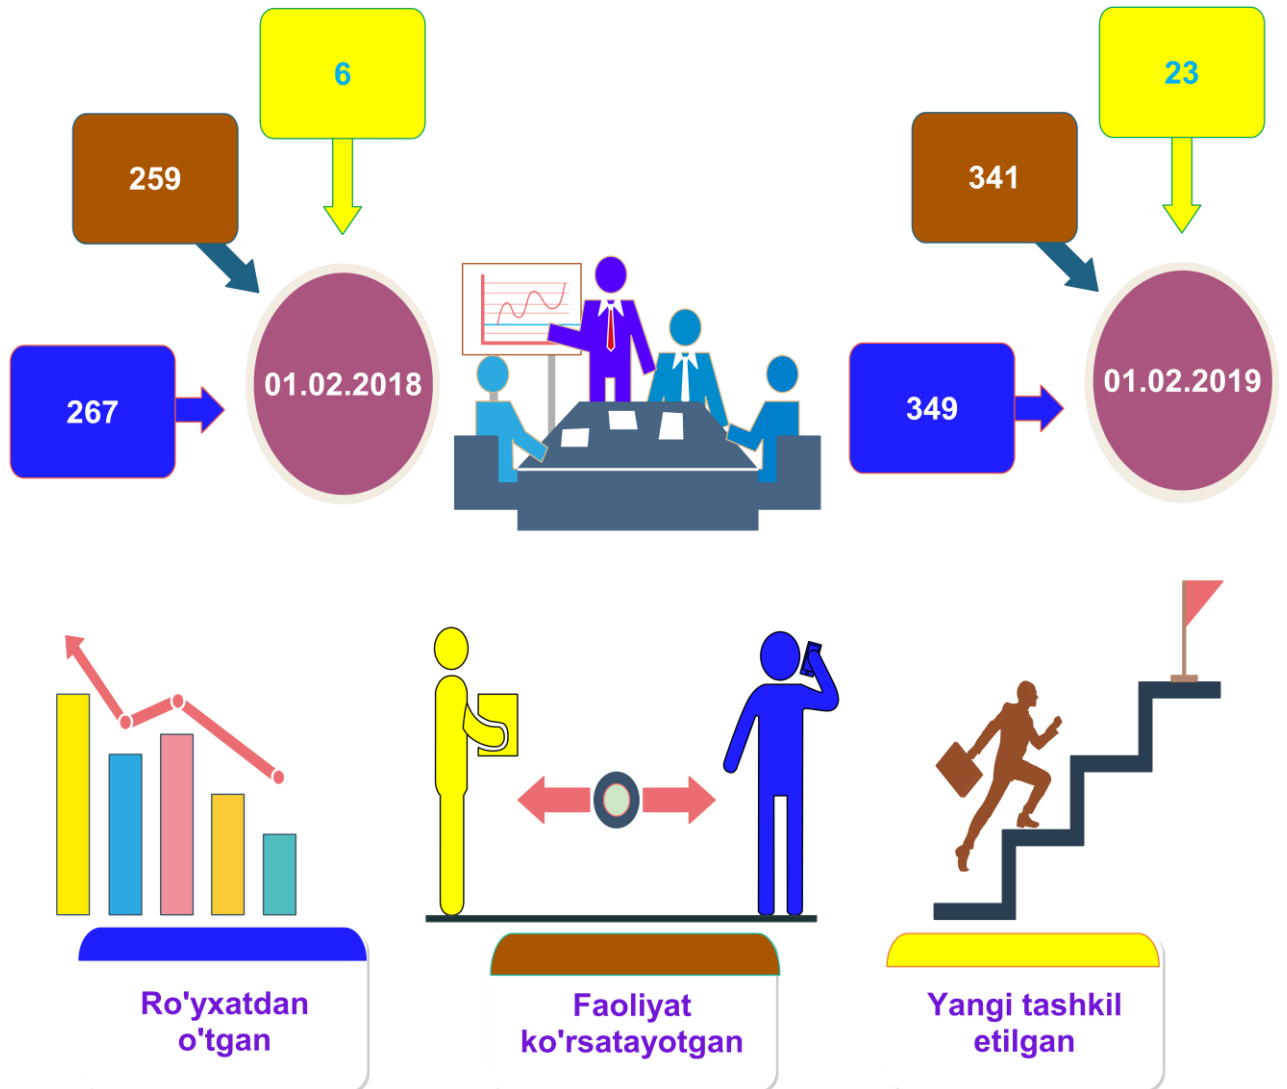 6
23
259
341
01.02.2018
01.02.2019
267
349
Ro'yxatdan
o'tgan
Faoliyat
ko'rsatayotgan
Yangi tashkil
etilgan